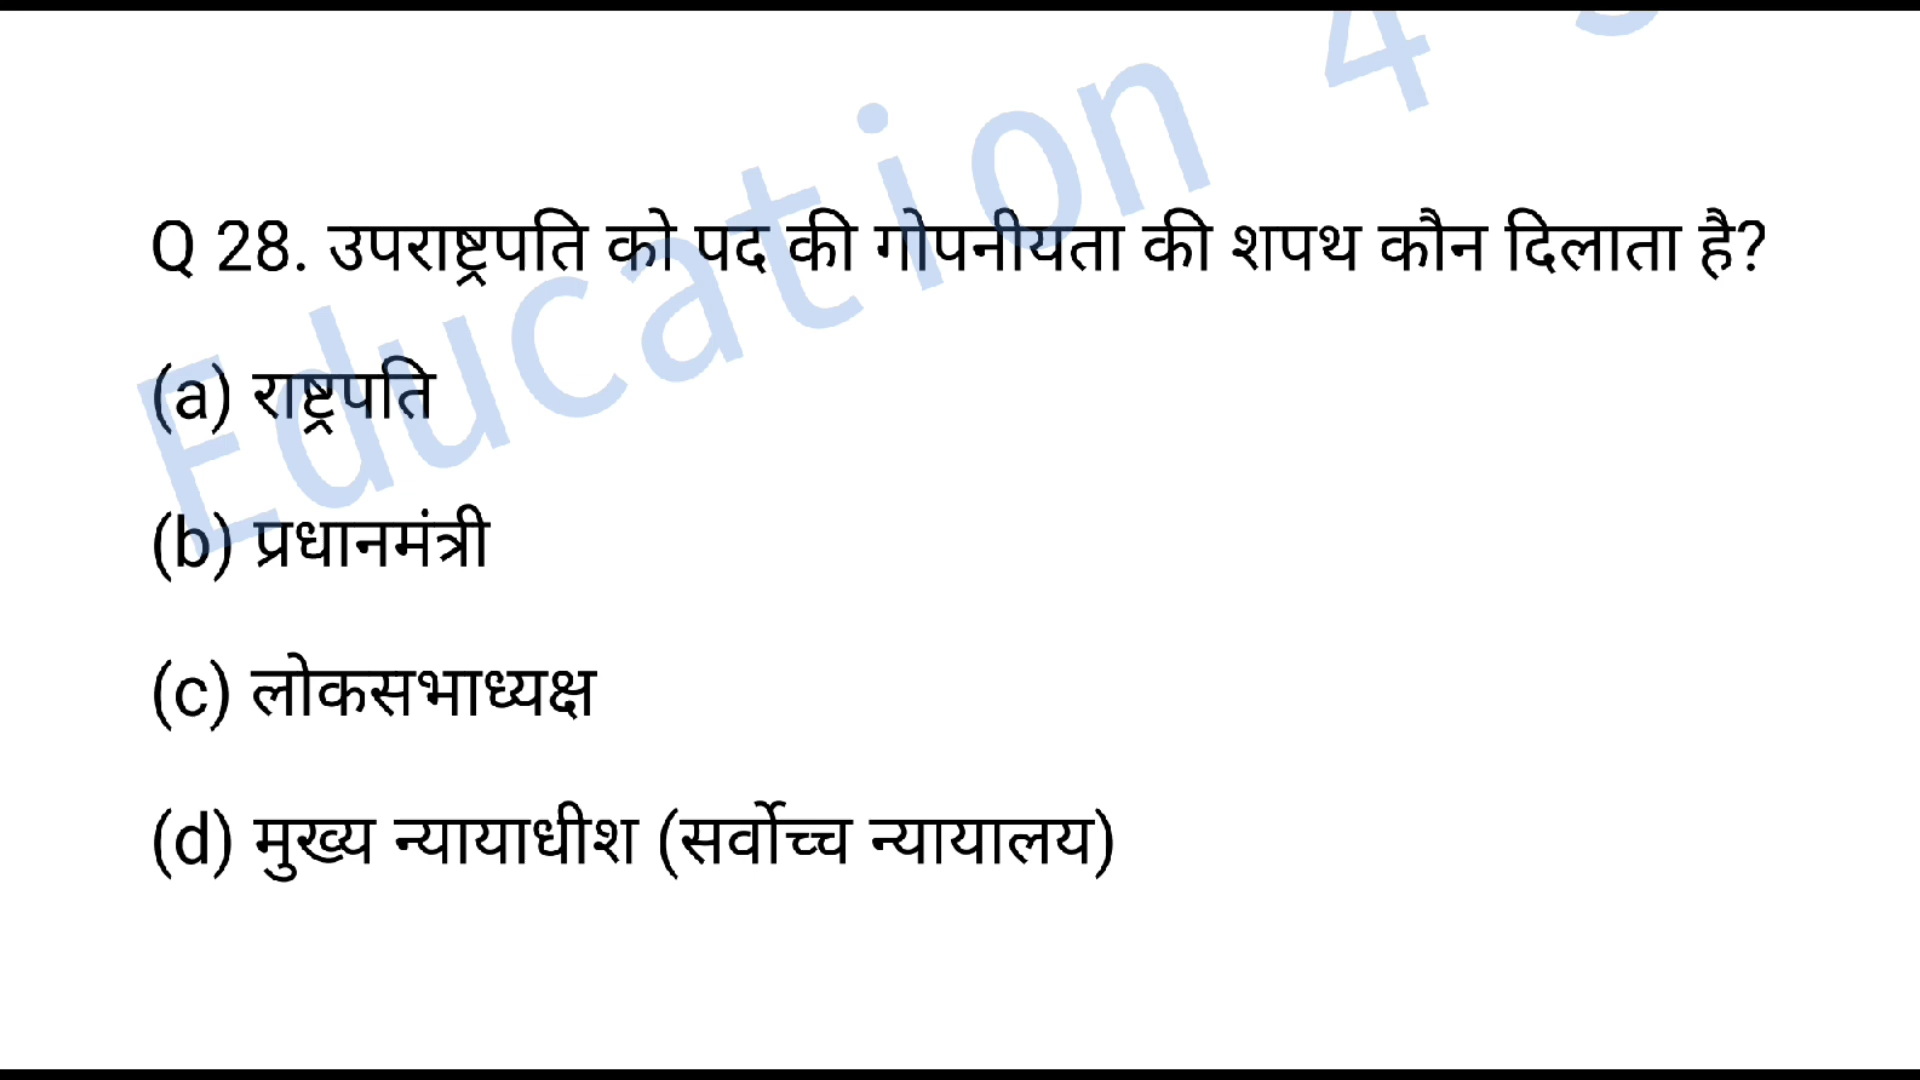 Education 4
Q 28. उपराष्ट्रपति को पद की गोपनीयता की शपथ कौन दिलाता है?
(a) राष्ट्रपति
(b) प्रधानमंत्री
(c) लोकसभाध्यक्ष
(d) मुख्य न्यायाधीश (सर्वोच्च न्यायालय)